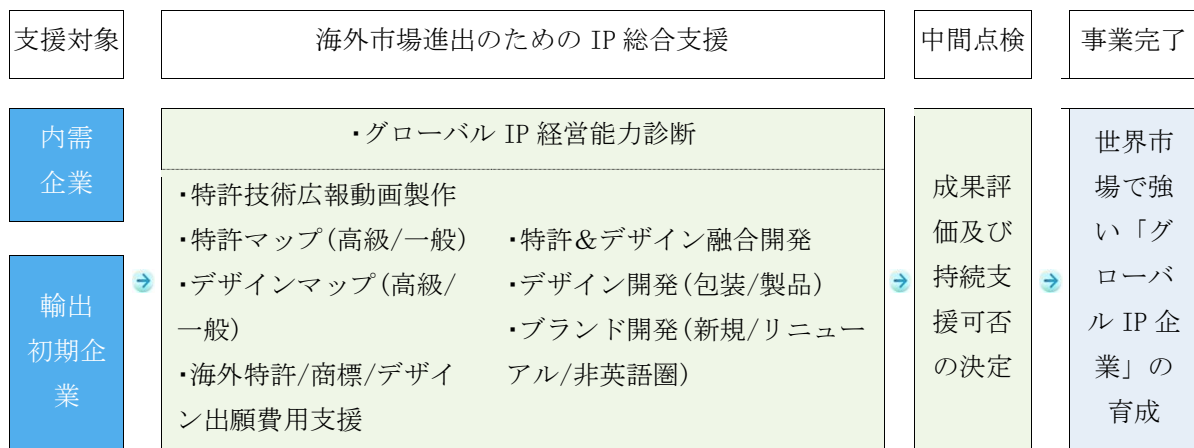 支援対象
海外市場進出のための IP 総合支援
中間点検
事業完了
内需
企業
輸出
初期企
業
・グローバル IP 経営能力診断
・特許技術広報動画製作
・特許マップ(高級/一般)
・デザインマップ(高級/
一般)
・海外特許/商標/デザイ
ン出願費用支援
・特許&デザイン融合開発
・デザイン開発(包装/製品)
・ブランド開発(新規/リニュー
アル/非英語圏)
成果評
価及び
持続支
援可否
の決定
世界市
場で強
い「グ
ローバ
ル IP 企
業」の
育成